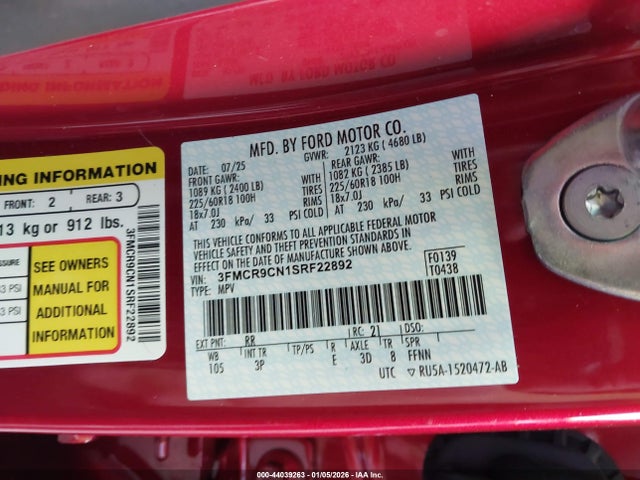 MFD. BY FORD MOTOR CO.
DATE: 07/25 GVWR: 2123 KG ( 4680 LB)
FRONT GAWR: WITH REAR GAWR: WITH
1089 KG ( 2400 LB) TIRES 1082 KG ( 2385 LB) TIRES
225/60R18 100H RIMS 225/60R18 100H RIMS
18x7.0J 18x7.0J
AT 230 kPa/ 33 PSI COLD AT 230 kPa/ 33 PSI COLD
THIS VEHICLE CONFORMS TO ALL APPLICABLE FEDERAL MOTOR
VEHICLE SAFETY AND BUMPER STANDARDS IN EFFECT ON THE DATE OF MANUFACTURE SHOWN ABOVE.
VIN: 3FMCR9CN1SRF22892 F0139
TYPE: MPV T0438
EXT PNT: RR RC: 21 DSO:
WB INT TR TP/PS R AXLE TR SPR
105 3P E 3D 8 FFNN
UTC ▽RU5A-1520472-AB
ING INFORMATION
FRONT: 2 REAR: 3
13 kg or 912 lbs.
SEE OWNERS
MANUAL FOR
ADDITIONAL
INFORMATION
PSI
PSI
3FMCR9CN1SRF22892
000-44039263 - 01/05/2026 - IAA Inc.